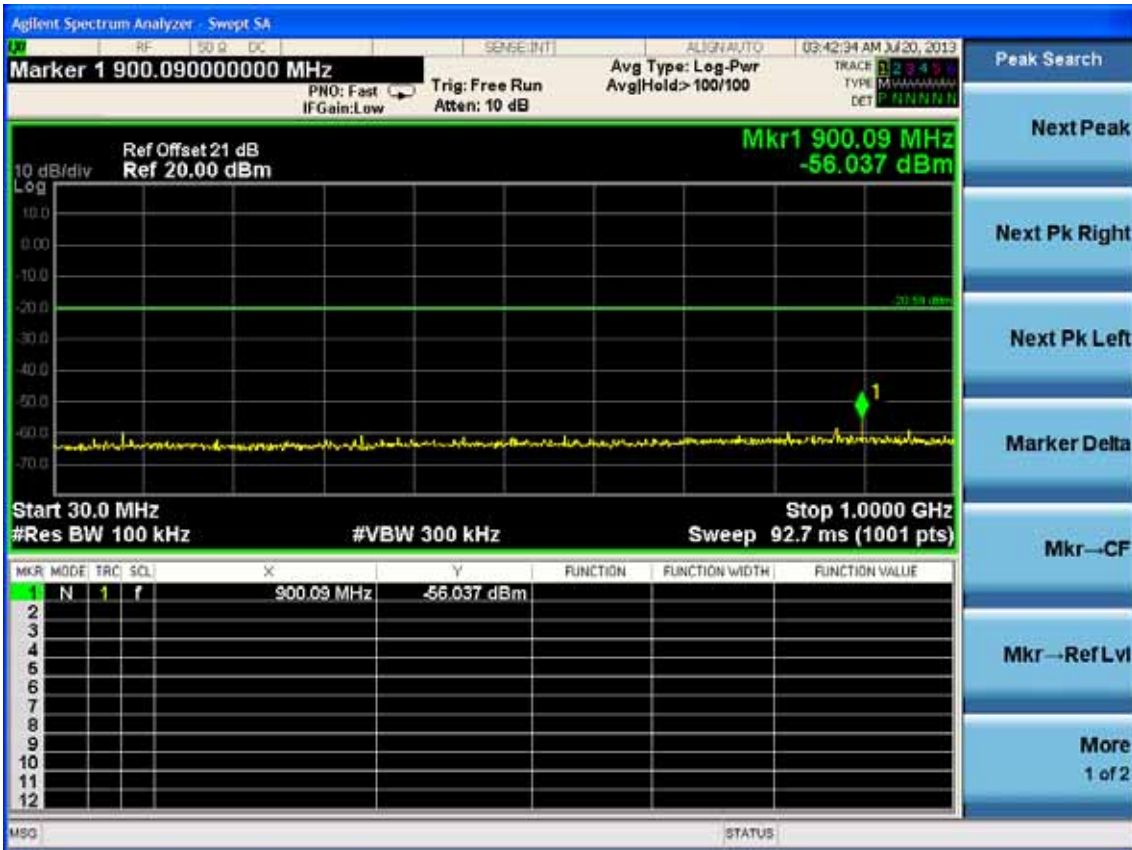 Agilent Spectrum Analyzer - Swept SA
RF 50 Ω DC SENSE:INT ALIGN AUTO 03:42:34 AM Jul 20, 2013
Marker 1 900.090000000 MHz
PNO: Fast
IFGain:Low
Trig: Free Run
Atten: 10 dB
Avg Type: Log-Pwr
Avg|Hold:> 100/100
TRACE 1 2 3 4 5 6
TYPE M
DET P N N N N N
Mkr1 900.09 MHz
-56.037 dBm
Ref Offset 21 dB
10 dB/div Ref 20.00 dBm
Log
10.0
0.00
-10.0
-20.0
-20.59 dBm
-30.0
-40.0
-50.0
1
-60.0
-70.0
Start 30.0 MHz Stop 1.0000 GHz
#Res BW 100 kHz #VBW 300 kHz Sweep 92.7 ms (1001 pts)
MKR MODE TRC SCL X Y FUNCTION FUNCTION WIDTH FUNCTION VALUE
1 N 1 f 900.09 MHz -56.037 dBm
2
3
4
5
6
7
8
9
10
11
12
MSG STATUS
Peak Search
Next Peak
Next Pk Right
Next Pk Left
Marker Delta
Mkr→CF
Mkr→Ref Lvl
More
1 of 2